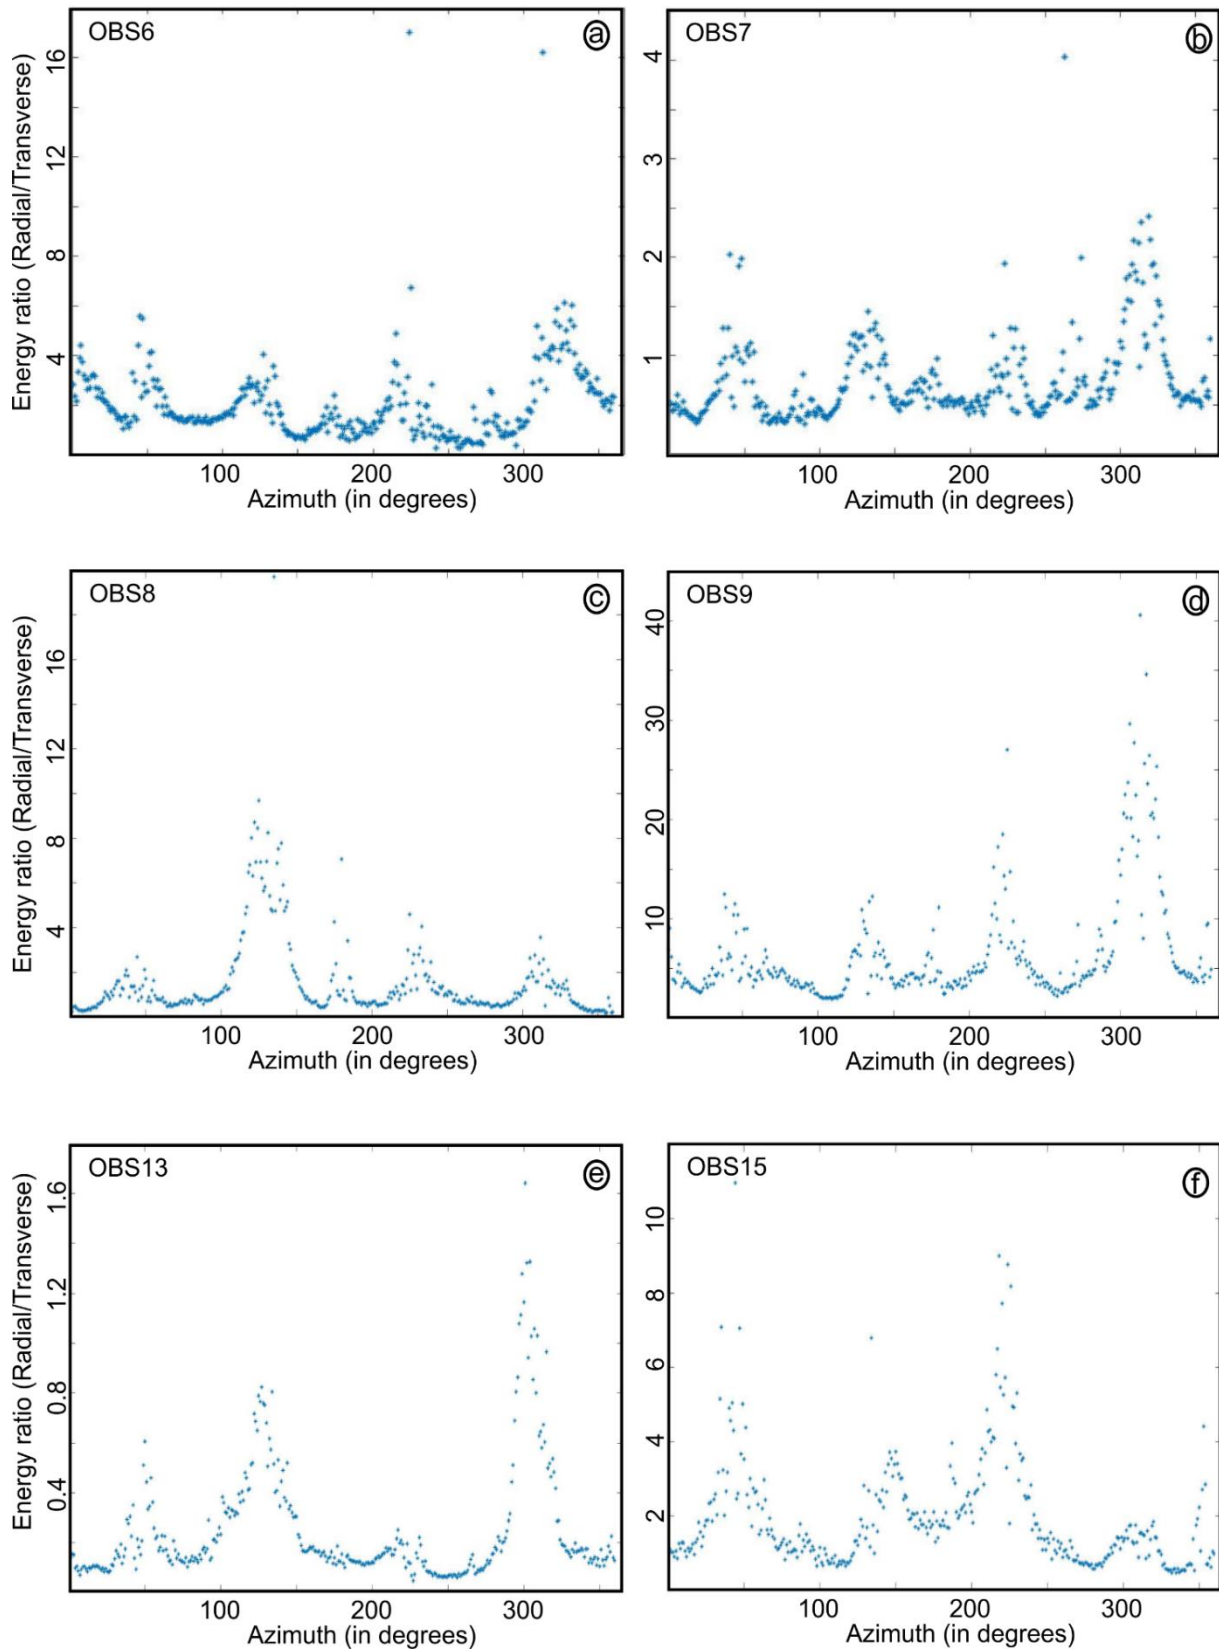 OBS6
a
Energy ratio (Radial/Transverse)
16
12
8
4
100
200
300
Azimuth (in degrees)
OBS7
b
4
3
2
1
100
200
300
Azimuth (in degrees)
OBS8
c
Energy ratio (Radial/Transverse)
16
12
8
4
100
200
300
Azimuth (in degrees)
OBS9
d
40
30
20
10
100
200
300
Azimuth (in degrees)
OBS13
e
Energy ratio (Radial/Transverse)
1.6
1.2
0.8
0.4
100
200
300
Azimuth (in degrees)
OBS15
f
10
8
6
4
2
100
200
300
Azimuth (in degrees)